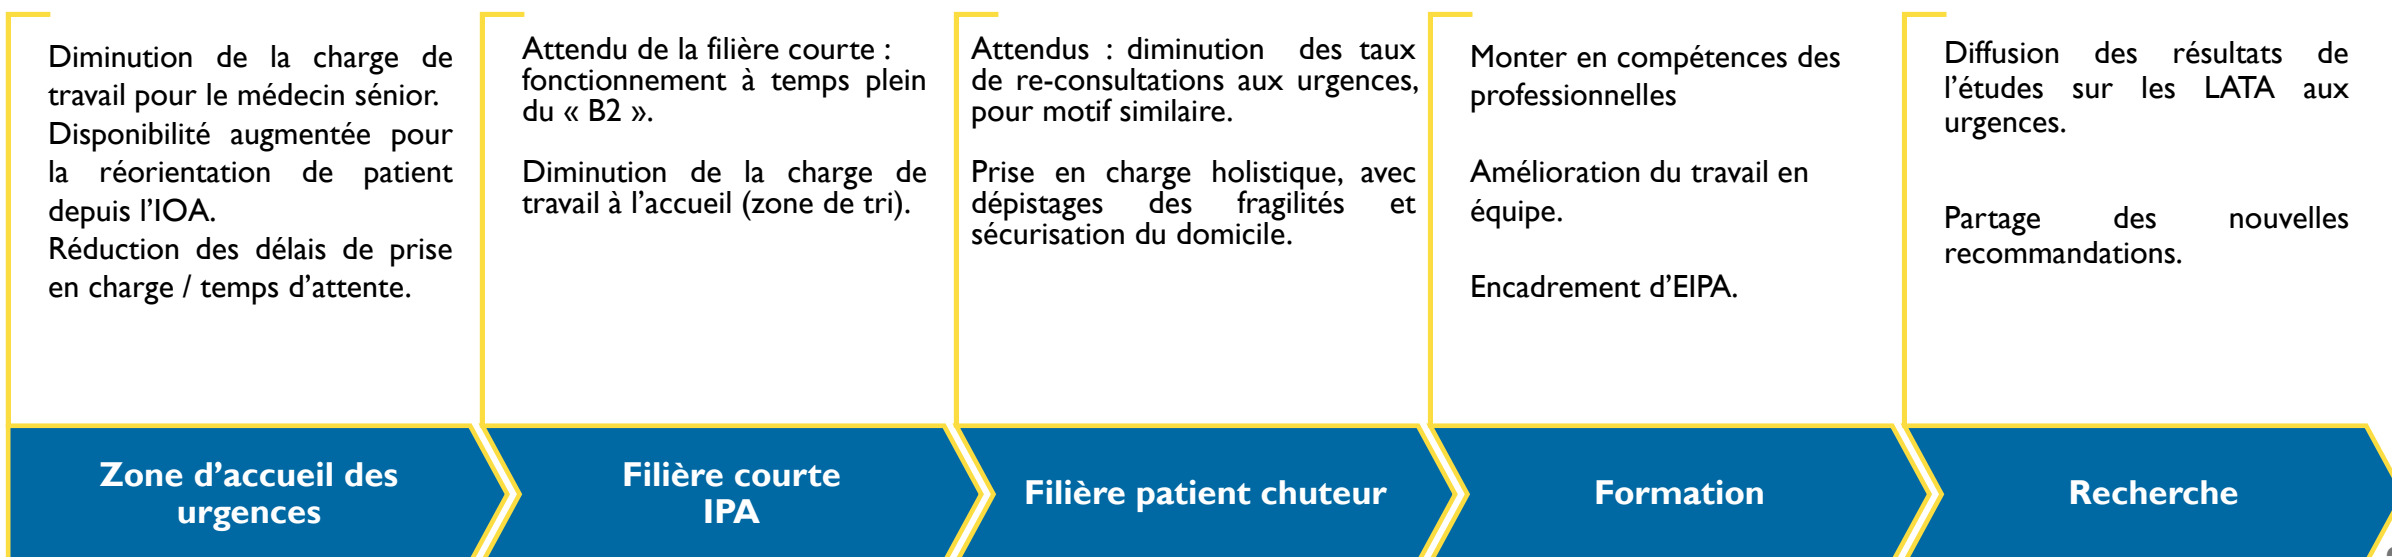 Diminution de la charge de
travail pour le médecin sénior.
Disponibilité augmentée pour
la réorientation de patient
depuis l’IOA.
Réduction des délais de prise
en charge / temps d’attente.
Zone d’accueil des
urgences
Attendu de la filière courte :
fonctionnement à temps plein
du « B2 ».
Diminution de la charge de
travail à l’accueil (zone de tri).
Filière courte
IPA
Attendus : diminution des taux
de re-consultations aux urgences,
pour motif similaire.
Prise en charge holistique, avec
dépistages des fragilités et
sécurisation du domicile.
Filière patient chuteur
Monter en compétences des
professionnelles
Amélioration du travail en
équipe.
Encadrement d’EIPA.
Formation
Diffusion des résultats de
l’études sur les LATA aux
urgences.
Partage des nouvelles
recommandations.
Recherche